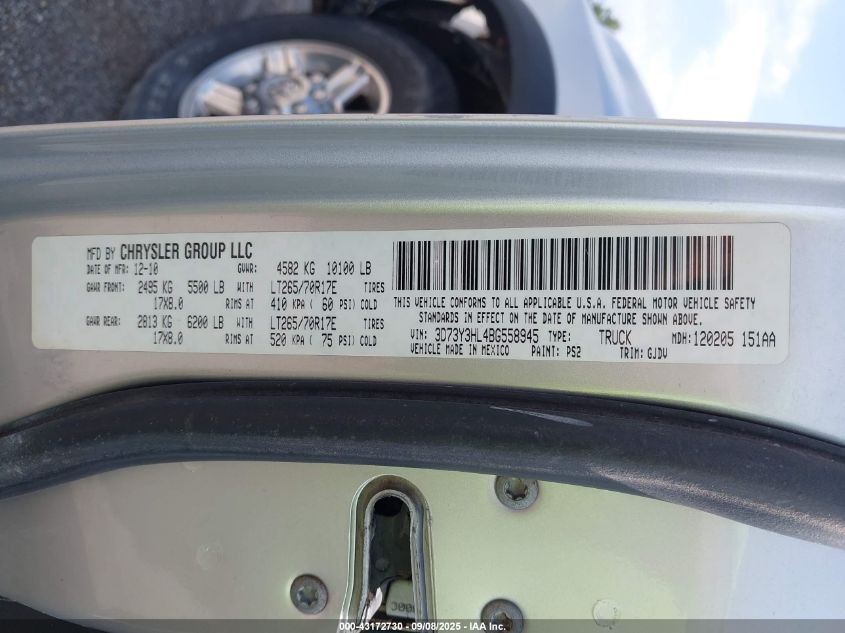 MFD BY CHRYSLER GROUP LLC
DATE OF MFR: 12-10 GVWR: 4582 KG 10100 LB
GAWR FRONT: 2495 KG 5500 LB WITH LT265/70R17E TIRES
17X8.0 RIMS AT 410 KPA ( 60 PSI) COLD
GAWR REAR: 2813 KG 6200 LB WITH LT265/70R17E TIRES
17X8.0 RIMS AT 520 KPA ( 75 PSI) COLD
THIS VEHICLE CONFORMS TO ALL APPLICABLE U.S.A. FEDERAL MOTOR VEHICLE SAFETY
STANDARDS IN EFFECT ON THE DATE OF MANUFACTURE SHOWN ABOVE.
VIN: 3D73Y3HL4BG558945 TYPE: TRUCK MDH: 120205 151AA
VEHICLE MADE IN MEXICO PAINT: PS2 TRIM: GJDV
000-43172730 - 09/08/2025 - IAA Inc.